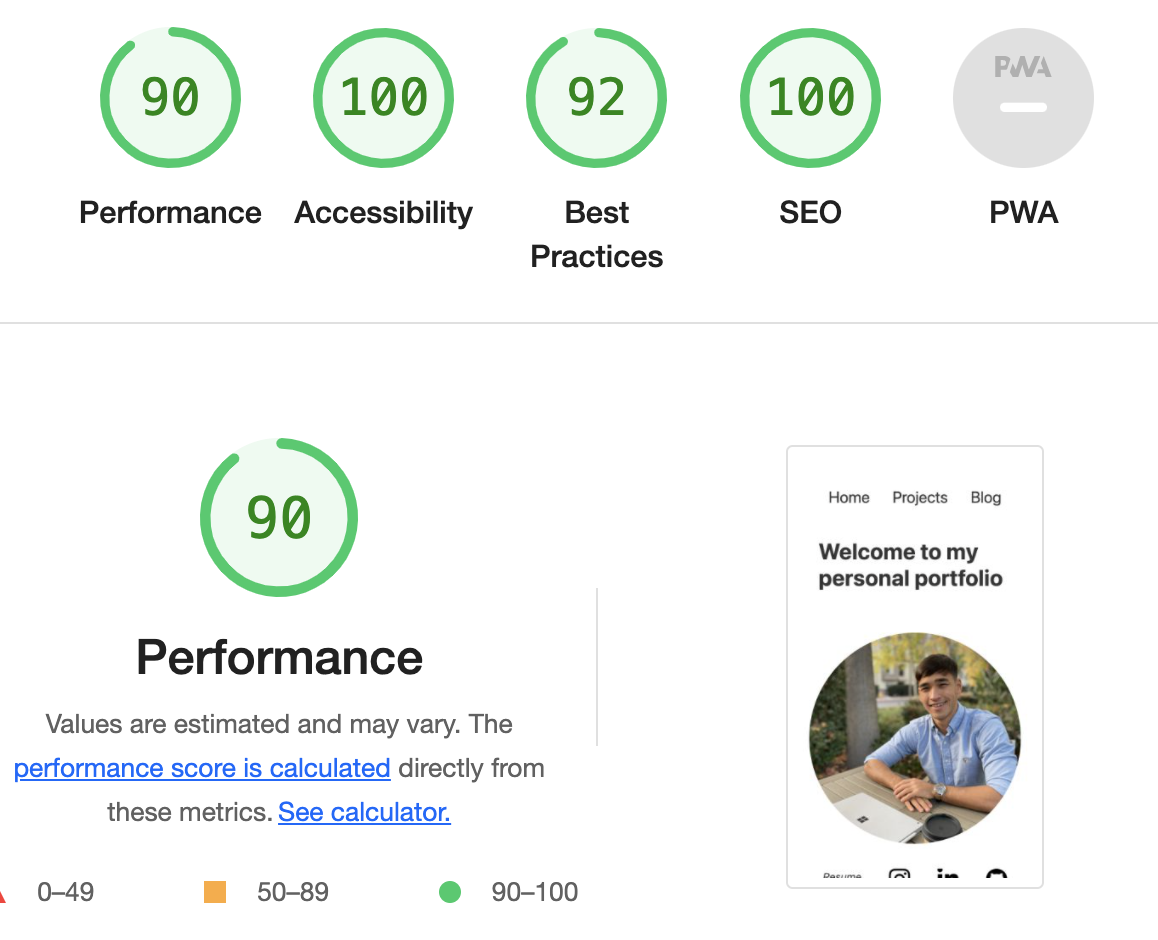 90
100
92
100
PWA
Performance
Accessibility
Best
Practices
SEO
PWA
90
Performance
Values are estimated and may vary. The
performance score is calculated directly from
these metrics. See calculator.
0–49
50–89
90–100
Home Projects Blog
Welcome to my
personal portfolio
Resume